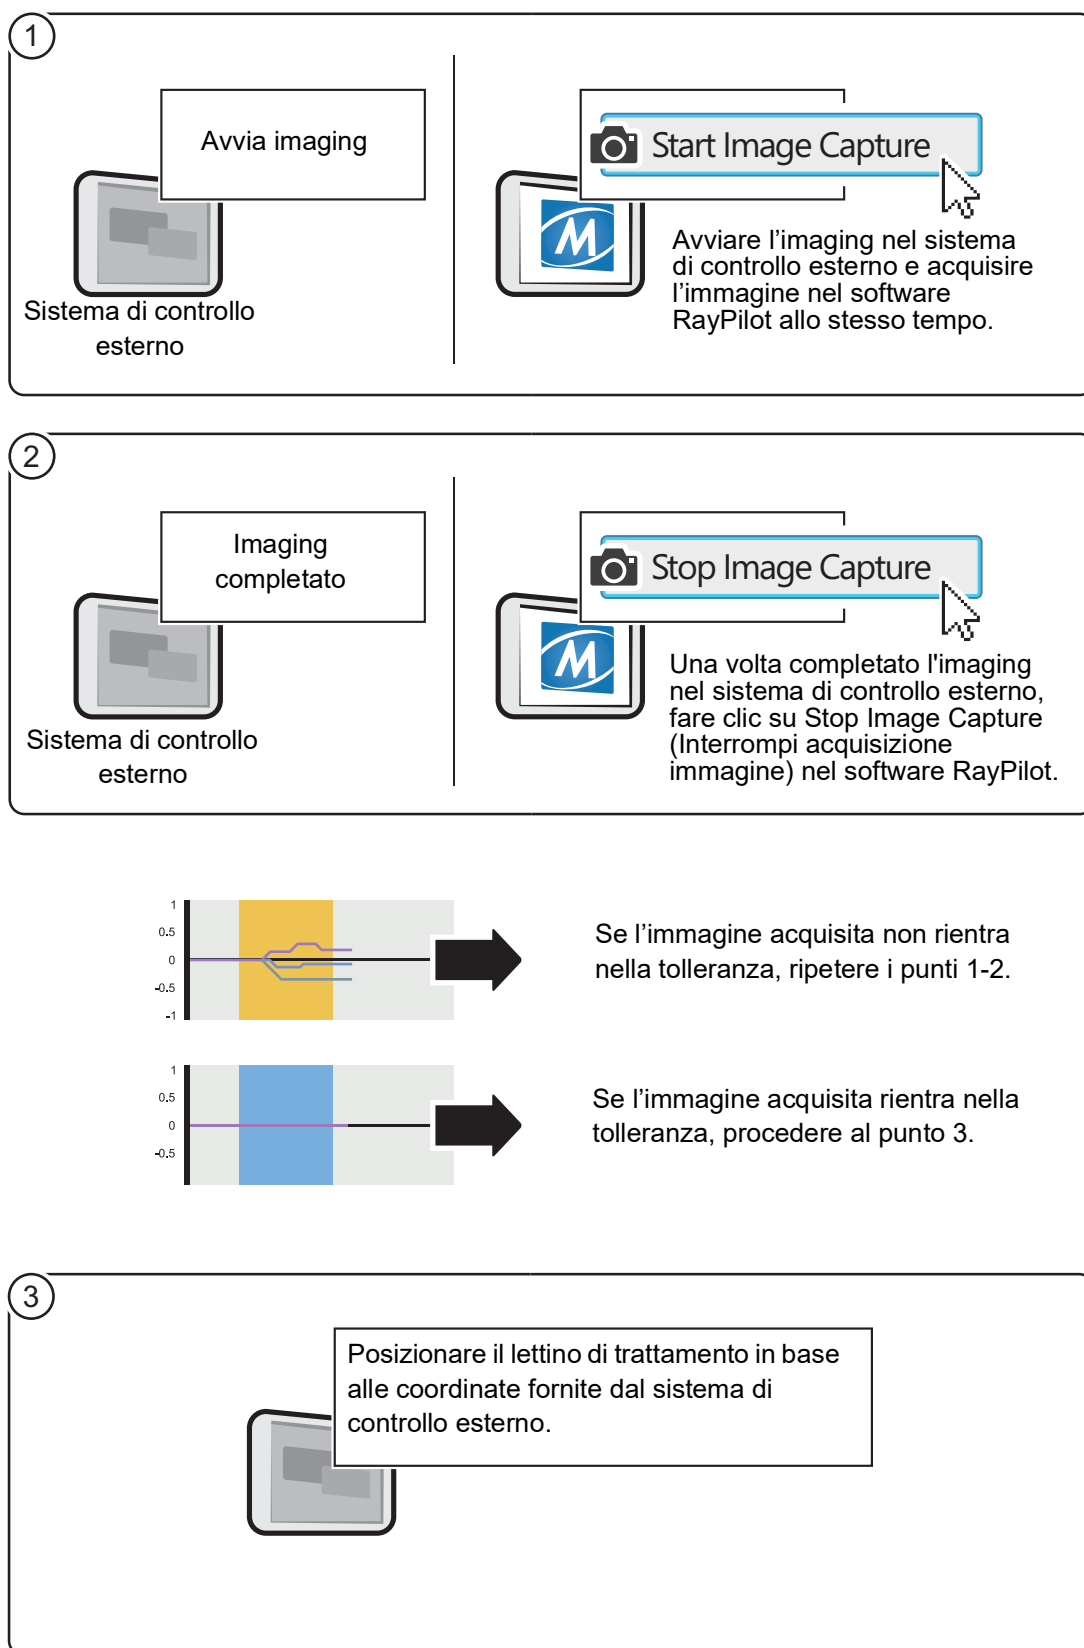 1
Avvia imaging
Sistema di controllo
esterno
Start Image Capture
M
Avviare l’imaging nel sistema
di controllo esterno e acquisire
l’immagine nel software
RayPilot allo stesso tempo.
2
Imaging
completato
Sistema di controllo
esterno
Stop Image Capture
M
Una volta completato l'imaging
nel sistema di controllo esterno,
fare clic su Stop Image Capture
(Interrompi acquisizione
immagine) nel software RayPilot.
1
0.5
0
-0.5
-1
Se l’immagine acquisita non rientra
nella tolleranza, ripetere i punti 1-2.
1
0.5
0
-0.5
Se l’immagine acquisita rientra nella
tolleranza, procedere al punto 3.
3
Posizionare il lettino di trattamento in base
alle coordinate fornite dal sistema di
controllo esterno.